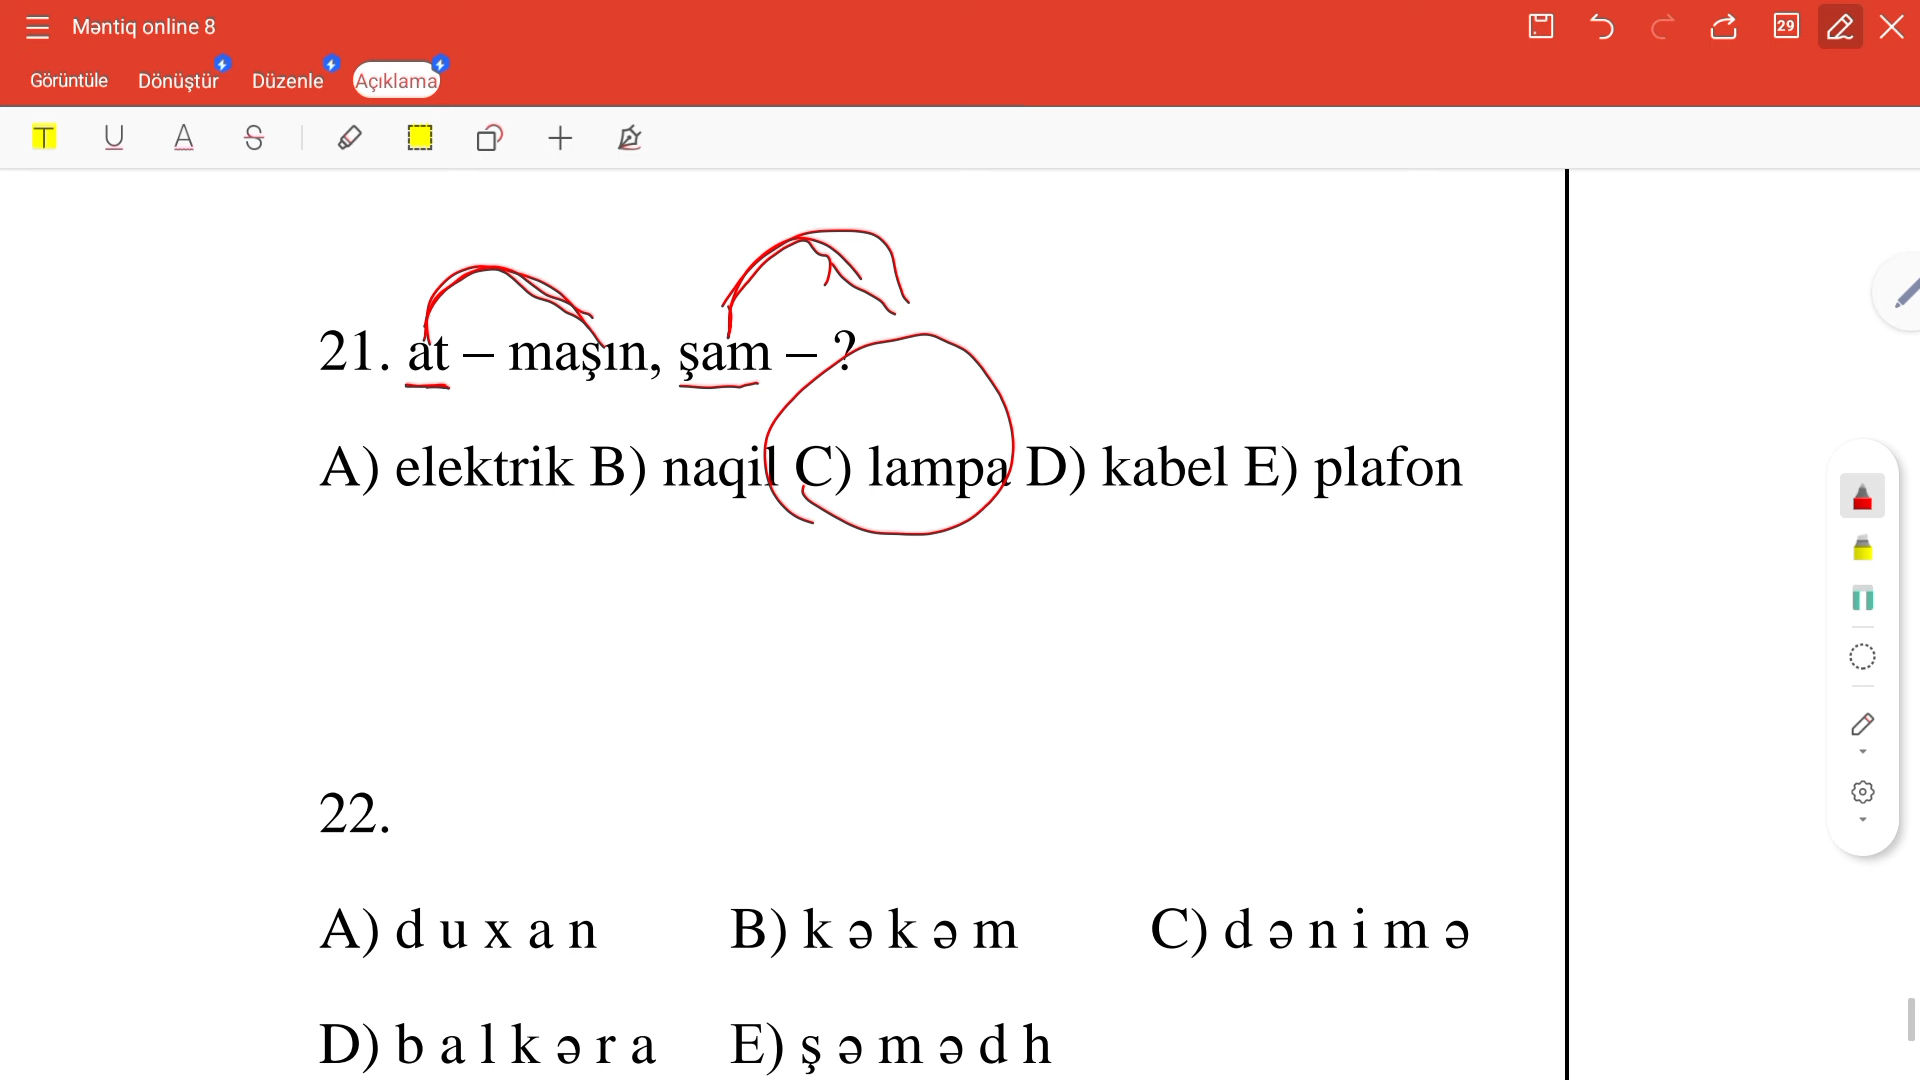 Məntiq online 8
29
Görüntüle Dönüştür Düzenle Açıklama
21. at – maşın, şam – ?
A) elektrik B) naqil C) lampa D) kabel E) plafon
22.
A) d u x a n B) k ə k ə m C) d ə n i m ə
D) b a l k ə r a E) ş ə m ə d h